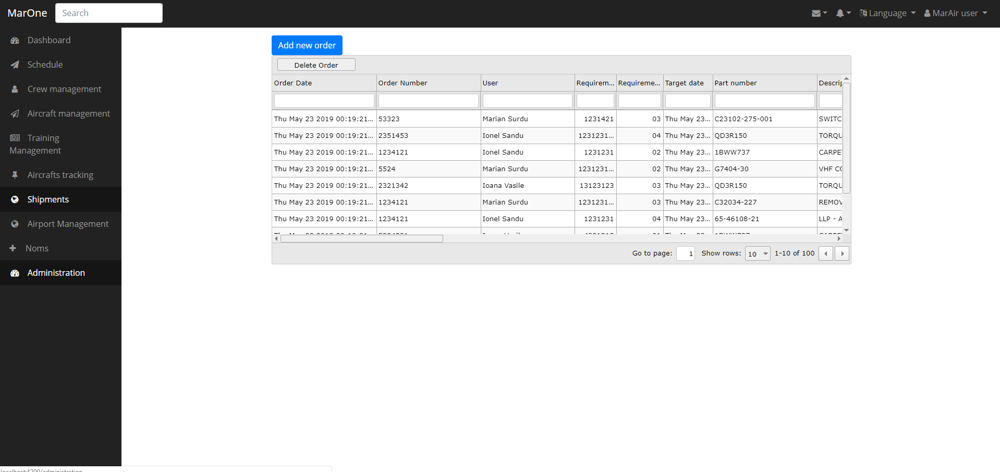 MarOne Search Language MarAir user
Dashboard
Schedule
Crew management
Aircraft management
Training
Management
Aircrafts tracking
Shipments
Airport Management
Noms
Administration
Add new order
Delete Order
Order Date Order Number User Requirem... Requireme... Target date Part number Descrip
Thu May 23 2019 00:19:21... 53323 Marian Surdu 1231421 03 Thu May 23... C23102-275-001 SWITC
Thu May 23 2019 00:19:21... 2351453 Ionel Sandu 1231231... 04 Thu May 23... QD3R150 TORQU
Thu May 23 2019 00:19:21... 1234121 Ionel Sandu 1231231 02 Thu May 23... 1BWW737 CARPE
Thu May 23 2019 00:19:21... 5524 Marian Surdu 1231231... 02 Thu May 23... G7404-30 VHF CO
Thu May 23 2019 00:19:21... 2321342 Ioana Vasile 13123123 03 Thu May 23... QD3R150 TORQU
Thu May 23 2019 00:19:21... 1234121 Marian Surdu 1231231... 03 Thu May 23... C32034-227 REMOV
Thu May 23 2019 00:19:21... 1234121 Ionel Sandu 1231231 04 Thu May 23... 65-46108-21 LLP - A
Go to page: 1 Show rows: 10 1-10 of 100
localhost:4200/administration